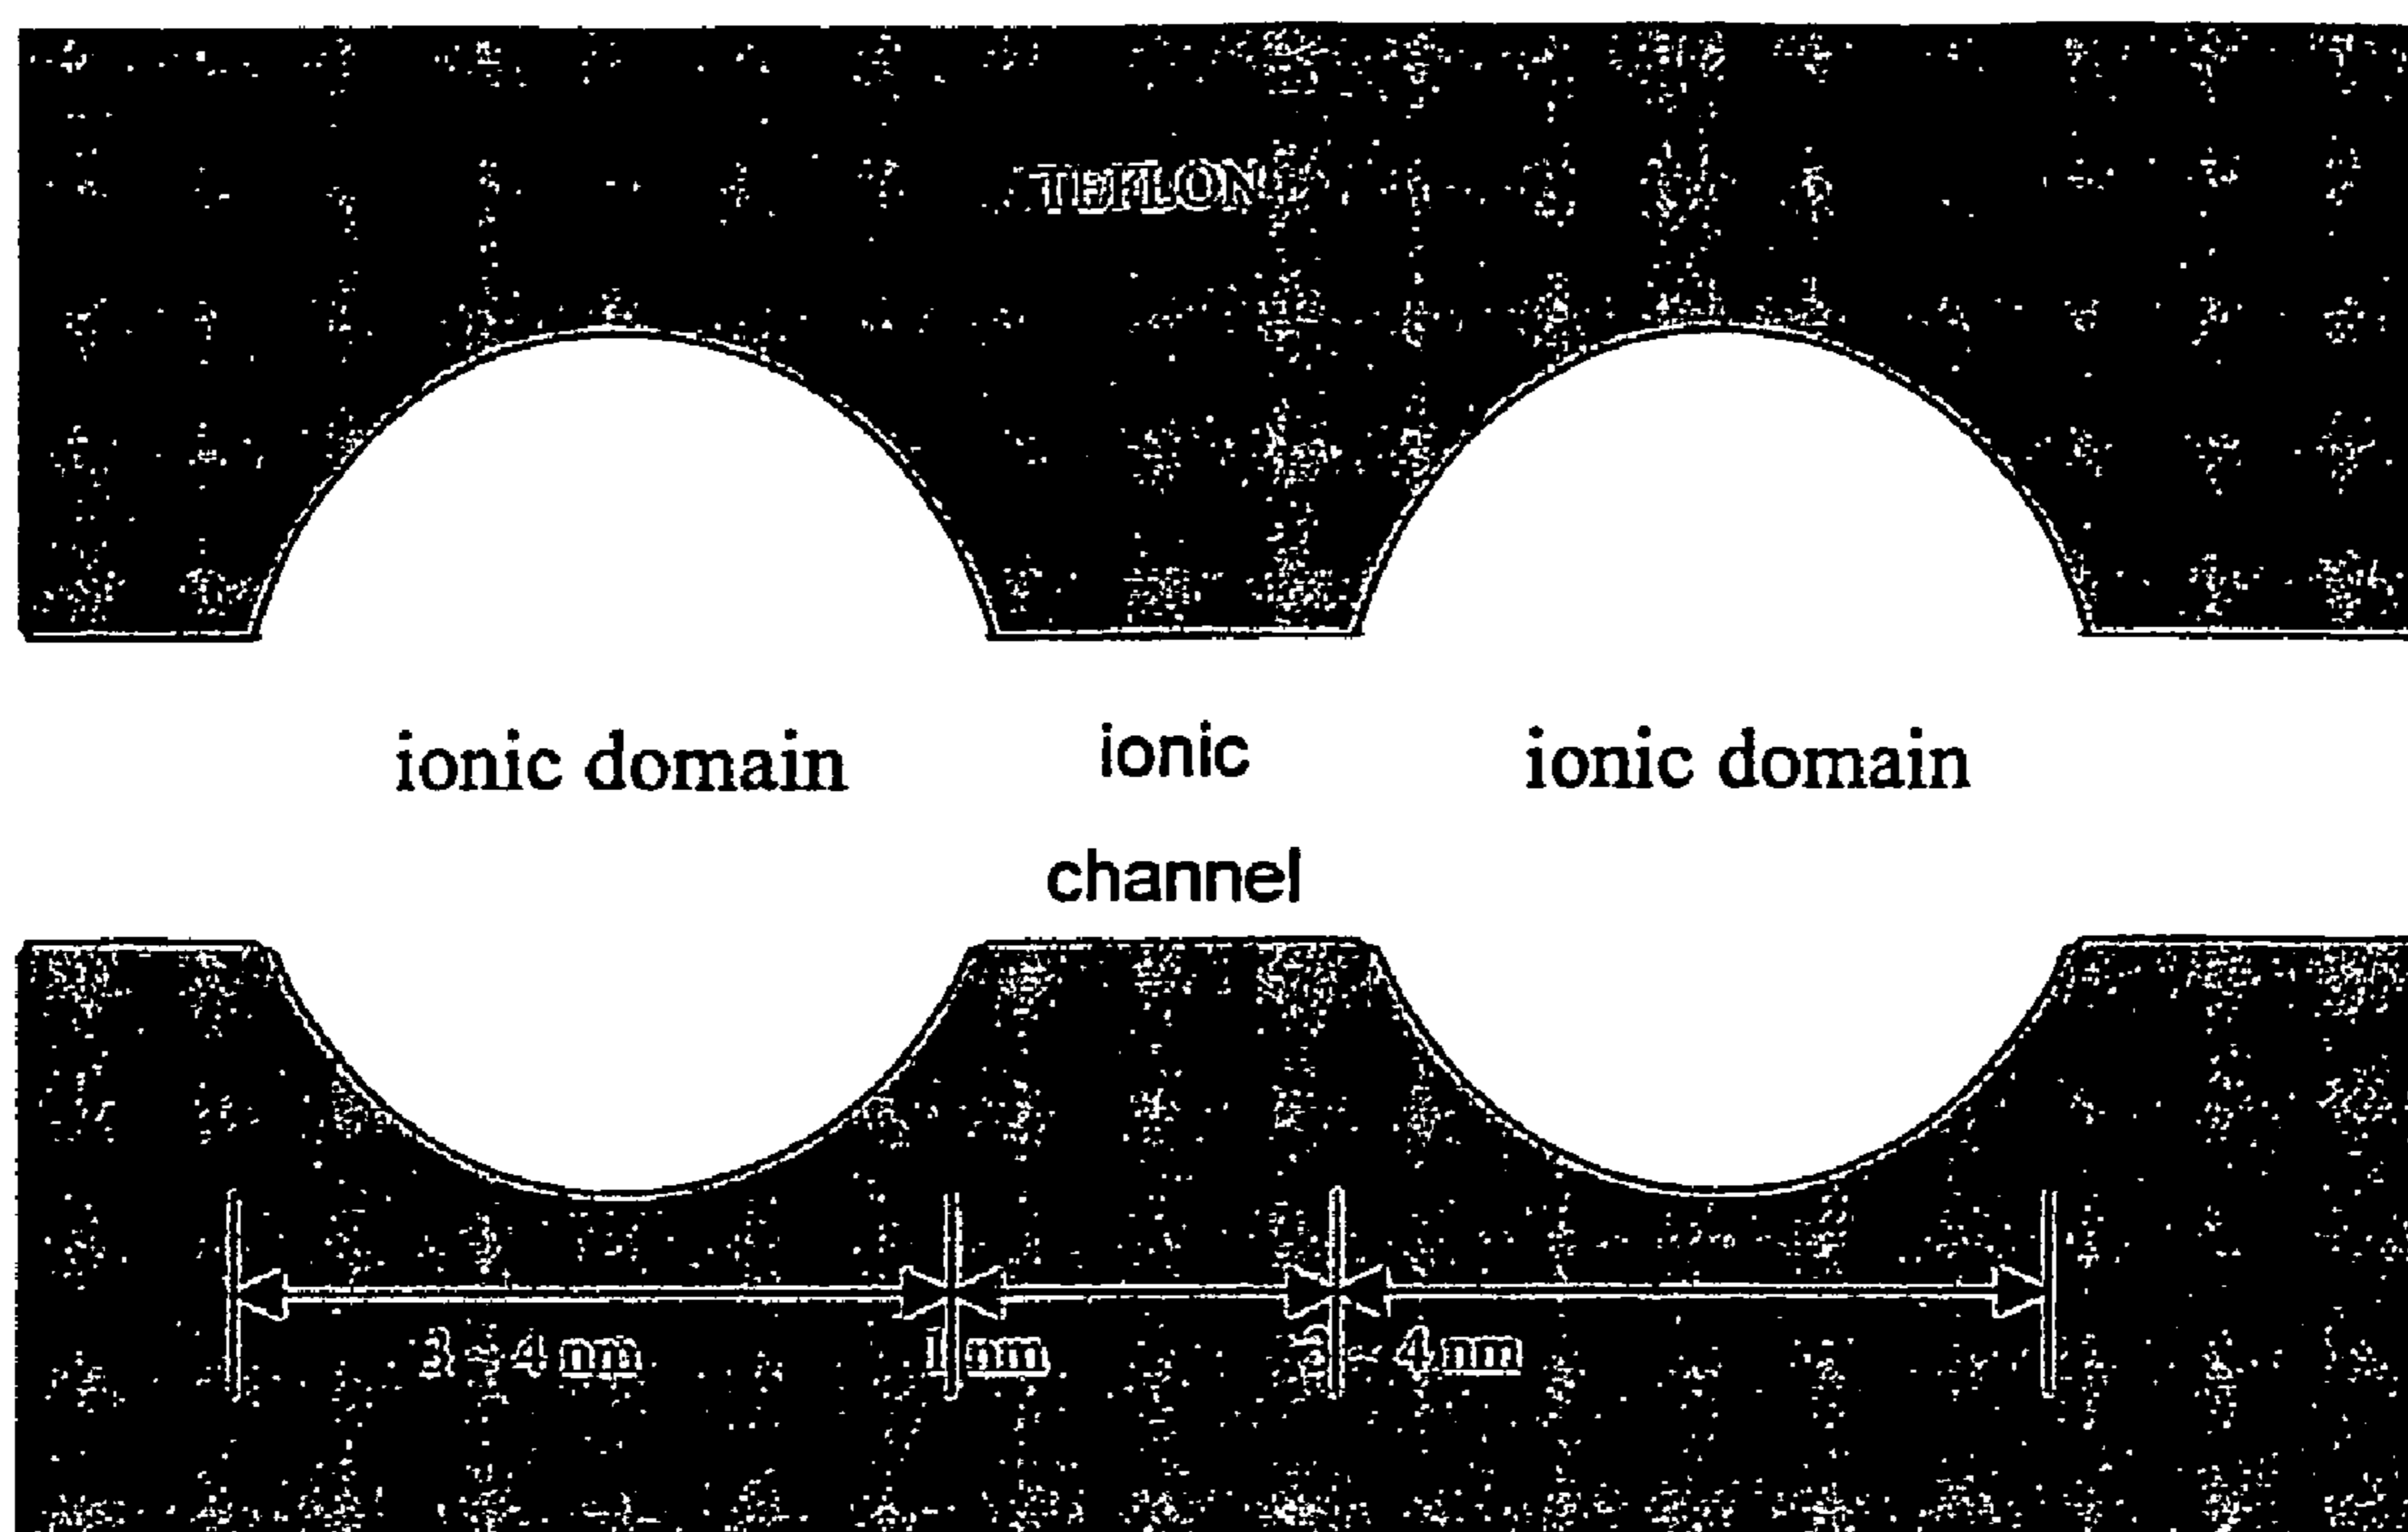 TEFLON
ionic domain
ionic
channel
ionic domain
3 ~ 4 nm
1 nm
3 ~ 4 nm